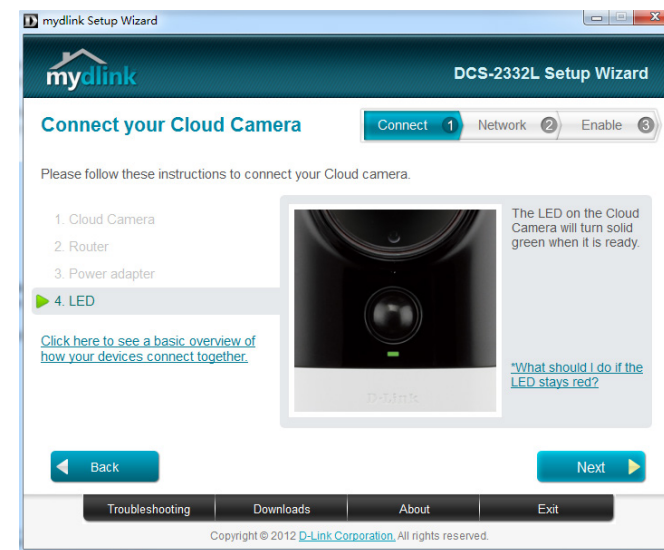 mydlink Setup Wizard
mydlink
DCS-2332L Setup Wizard
Connect your Cloud Camera
Connect 1 Network 2 Enable 3
Please follow these instructions to connect your Cloud camera.
1. Cloud Camera
2. Router
3. Power adapter
4. LED
Click here to see a basic overview of
how your devices connect together.
D-Link
The LED on the Cloud
Camera will turn solid
green when it is ready.
*What should I do if the
LED stays red?
Back
Next
Troubleshooting Downloads About Exit
Copyright © 2012 D-Link Corporation. All rights reserved.